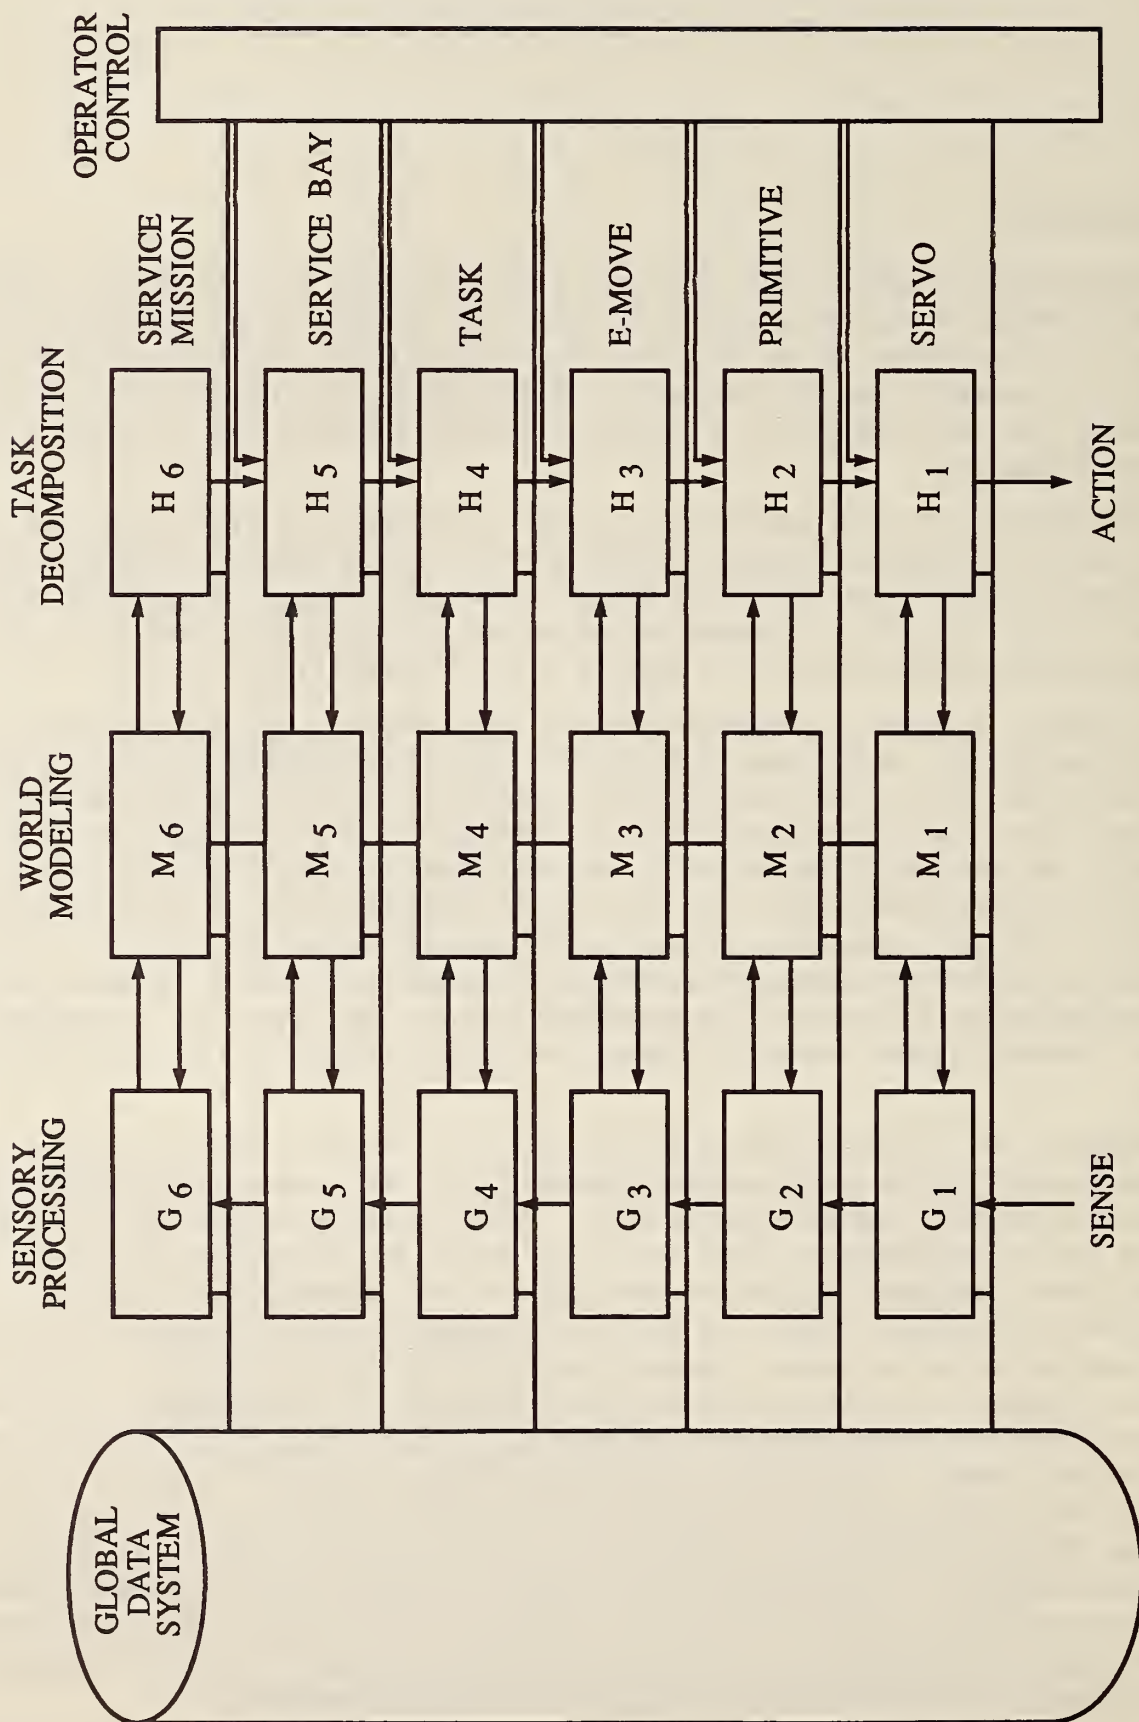 SENSORY
PROCESSING
WORLD
MODELING
TASK
DECOMPOSITION
OPERATOR
CONTROL
GLOBAL
DATA
SYSTEM
G 6
M 6
H 6
SERVICE
MISSION
G 5
M 5
H 5
SERVICE BAY
G 4
M 4
H 4
TASK
G 3
M 3
H 3
E-MOVE
G 2
M 2
H 2
PRIMITIVE
G 1
M 1
H 1
SERVO
SENSE
ACTION